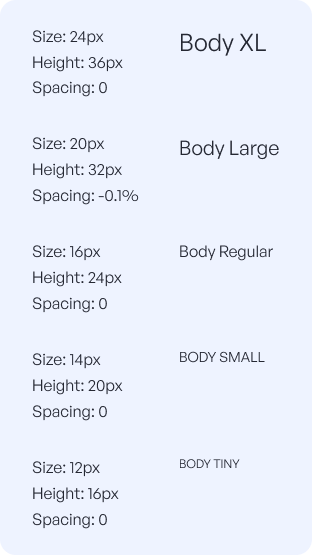 Size: 24px
Height: 36px
Spacing: 0
Body XL
Size: 20px
Height: 32px
Spacing: -0.1%
Body Large
Size: 16px
Height: 24px
Spacing: 0
Body Regular
Size: 14px
Height: 20px
Spacing: 0
BODY SMALL
Size: 12px
Height: 16px
Spacing: 0
BODY TINY